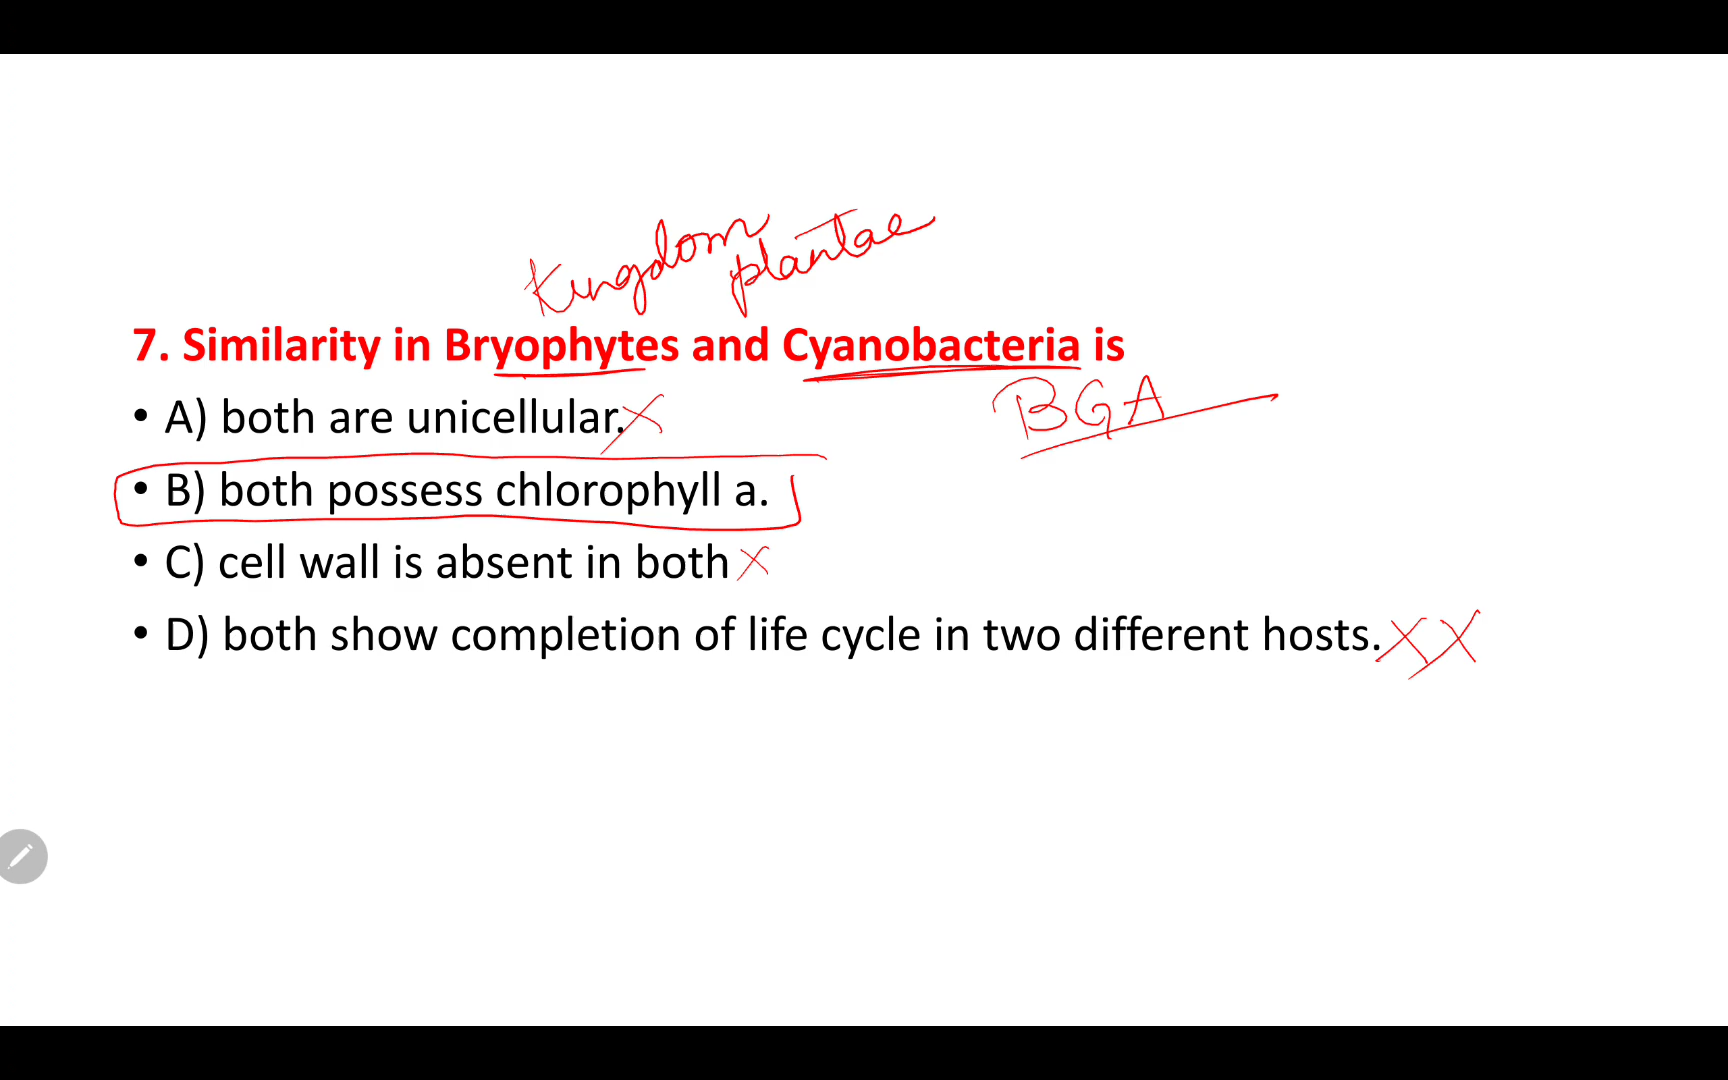 Kingdom
plantae
7. Similarity in Bryophytes and Cyanobacteria is
BGA
• A) both are unicellular. X
• B) both possess chlorophyll a.
• C) cell wall is absent in both X
• D) both show completion of life cycle in two different hosts. XX